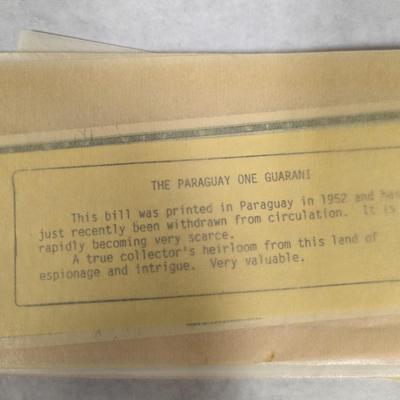 THE PARAGUAY ONE GUARANI
This bill was printed in Paraguay in 1952 and has
just recently been withdrawn from circulation. It is
rapidly becoming very scarce.
A true collector's heirloom from this land of
espionage and intrigue. Very valuable.